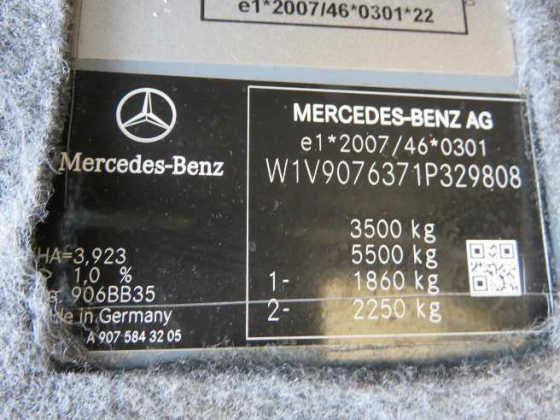 e1*2007/46*0301*22
Mercedes-Benz
MERCEDES-BENZ AG
e1*2007/46*0301
W1V9076371P329808
3500 kg
5500 kg
1- 1860 kg
2- 2250 kg
HA=3,923
1,0 %
906BB35
in Germany
A 907 584 32 05